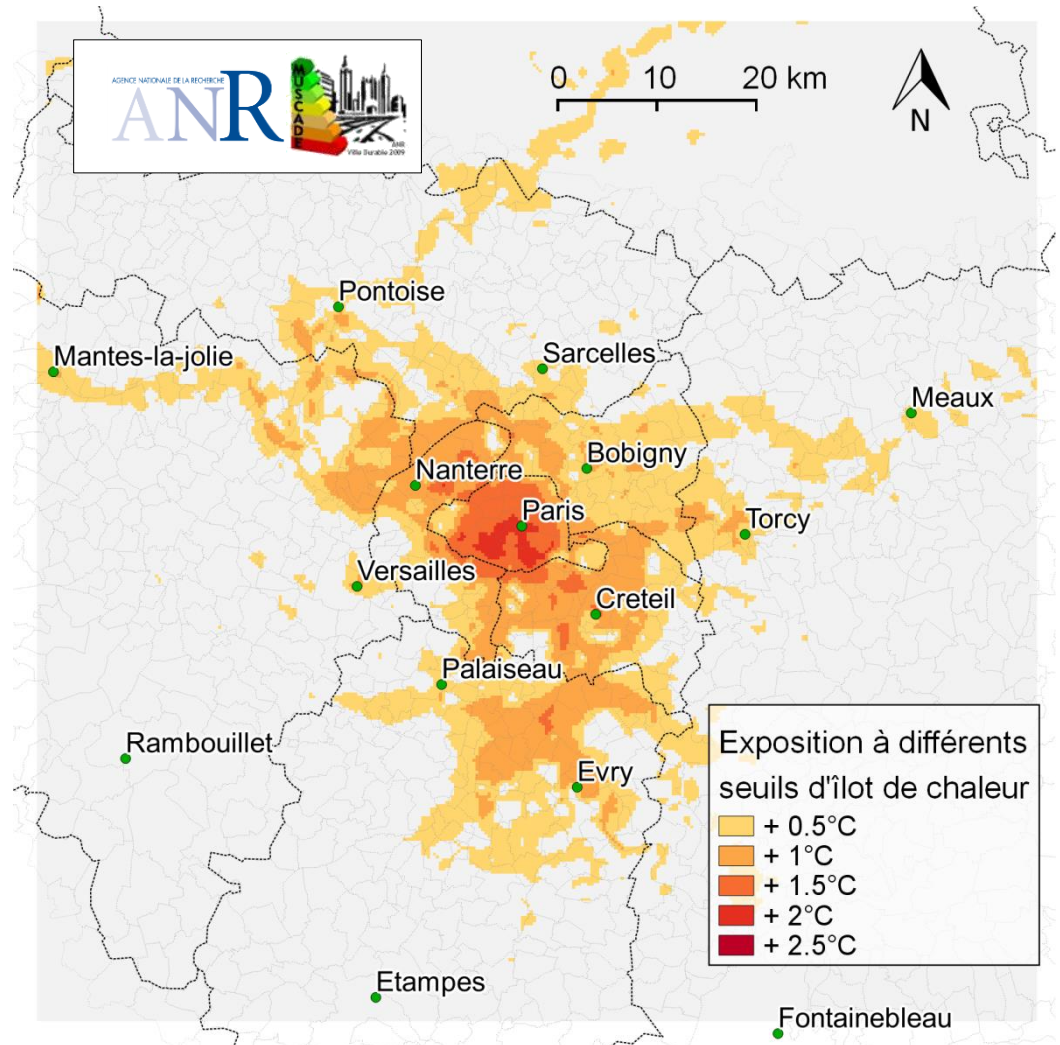 AGENCE NATIONALE DE LA RECHERCHE
ANR
MUSCADE
ANR
Ville Durable 2009
0 10 20 km
N
Pontoise
Mantes-la-jolie
Sarcelles
Meaux
Bobigny
Nanterre
Paris
Torcy
Versailles
Creteil
Palaiseau
Rambouillet
Evry
Etampes
Fontainebleau
Exposition à différents
seuils d'îlot de chaleur
+ 0.5°C
+ 1°C
+ 1.5°C
+ 2°C
+ 2.5°C